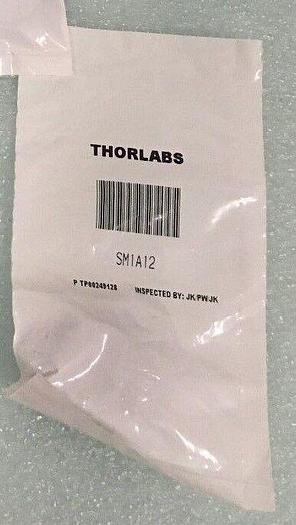 THORLABS
SM1A12
P TP00249128 INSPECTED BY: JK/PWJK